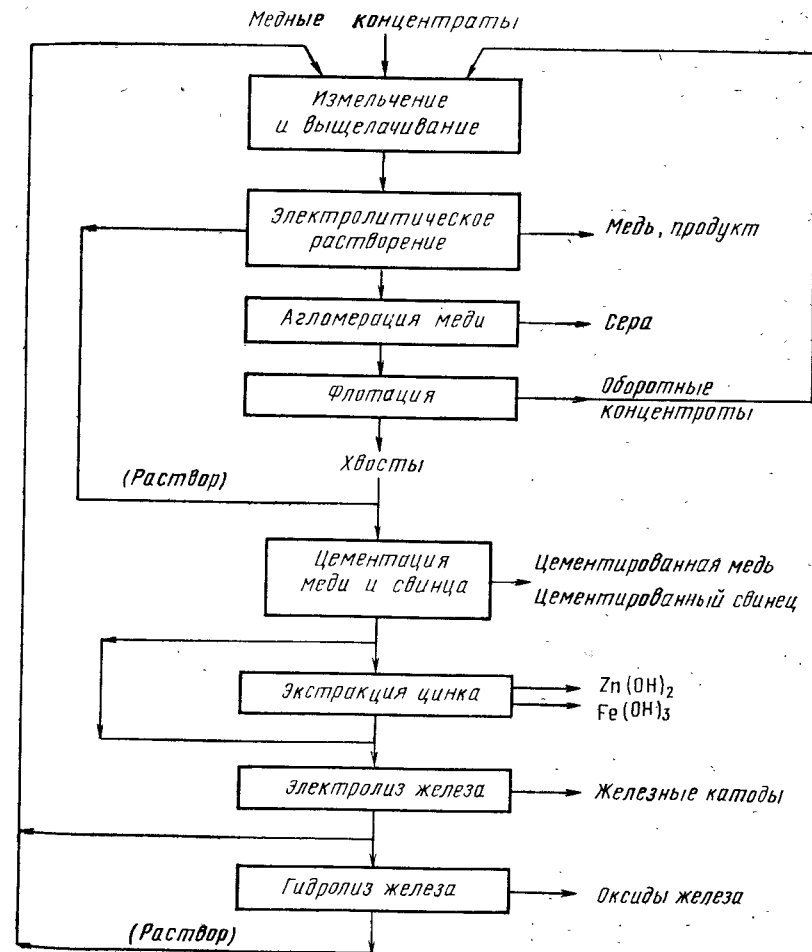 Медные концентраты
Измельчение
и выщелачивание
Электролитическое
растворение
Медь, продукт
Агломерация меди
Сера
Флотация
Оборотные
концентроты
Хвосты
(Раствор)
Цементация
меди и свинца
Цементированная медь
Цементированный свинец
Экстракция цинка
Zn(OH)₂
Fe(OH)₃
Электролиз железа
Железные катоды
Гидролиз железа
Оксиды железа
(Раствор)